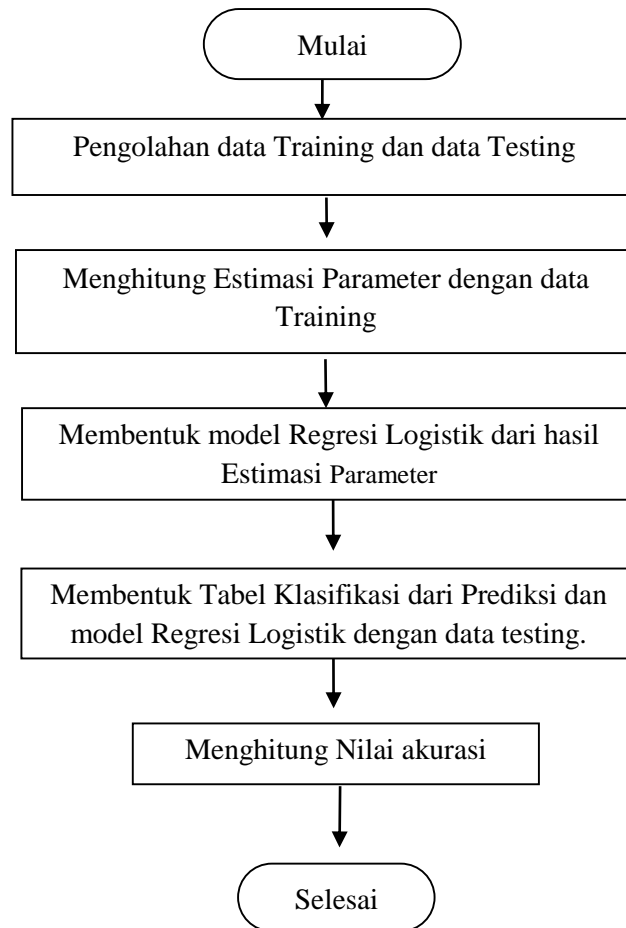 Mulai
Pengolahan data Training dan data Testing
Menghitung Estimasi Parameter dengan data
Training
Membentuk model Regresi Logistik dari hasil
Estimasi Parameter
Membentuk Tabel Klasifikasi dari Prediksi dan
model Regresi Logistik dengan data testing.
Menghitung Nilai akurasi
Selesai